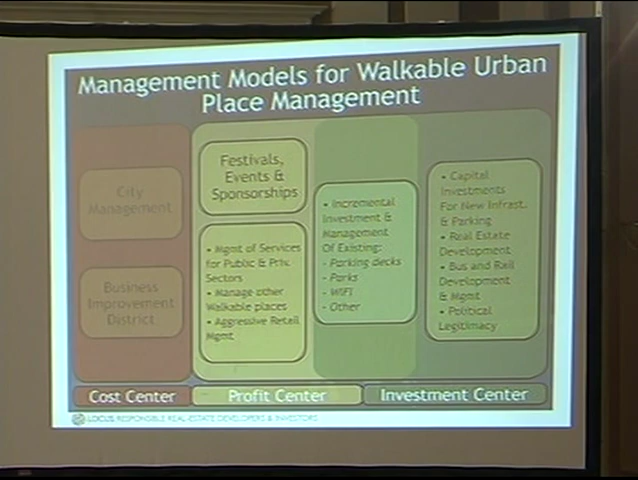 Management Models for Walkable Urban
Place Management
City
Management
Business
Improvement
District
Festivals,
Events &
Sponsorships
• Mgmt of Services
for Public & Priv.
Sectors
• Manage other
Walkable places
• Aggressive Retail
Mgmt
• Incremental
Investment &
Management
Of Existing:
- Parking decks
- Parks
- WiFi
- Other
• Capital
Investments
For New Infrast.
& Parking
• Real Estate
Development
• Bus and Rail
Development
& Mgmt
• Political
Legitimacy
Cost Center
Profit Center
Investment Center
LOCUS RESPONSIBLE REAL ESTATE DEVELOPERS & INVESTORS